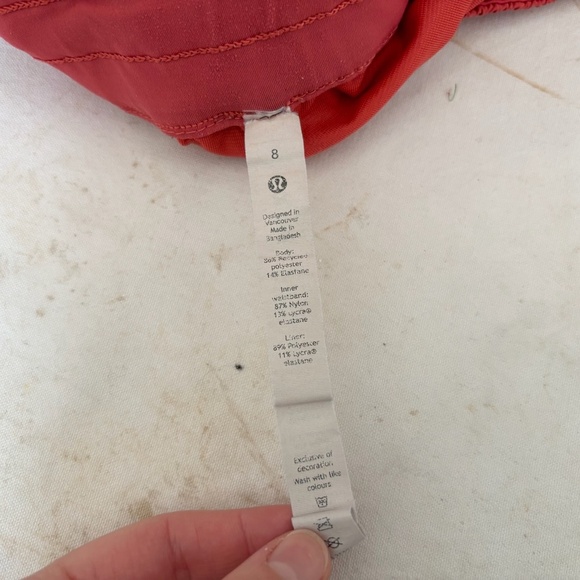 8
Designed in
Vancouver
Made in
Bangladesh
Body:
86% Recycled
polyester
14% Elastane
Inner
waistband:
87% Nylon
13% Lycra®
elastane
Liner:
89% Polyester
11% Lycra®
elastane
Exclusive of
decoration
Wash with like
colours